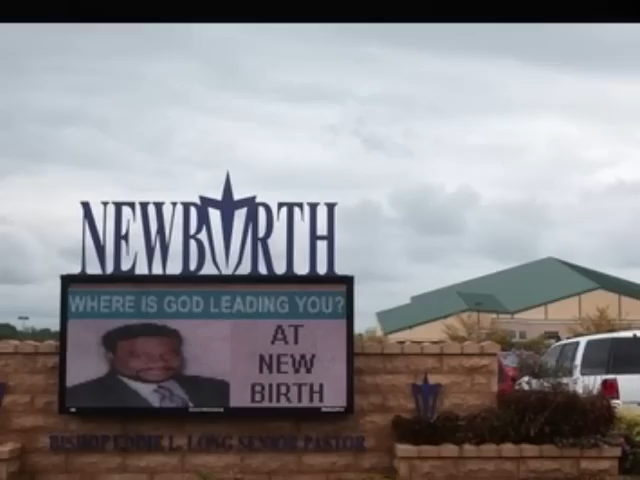 NEWBIRTH
WHERE IS GOD LEADING YOU?
AT
NEW
BIRTH
BISHOP EDDIE L. LONG SENIOR PASTOR